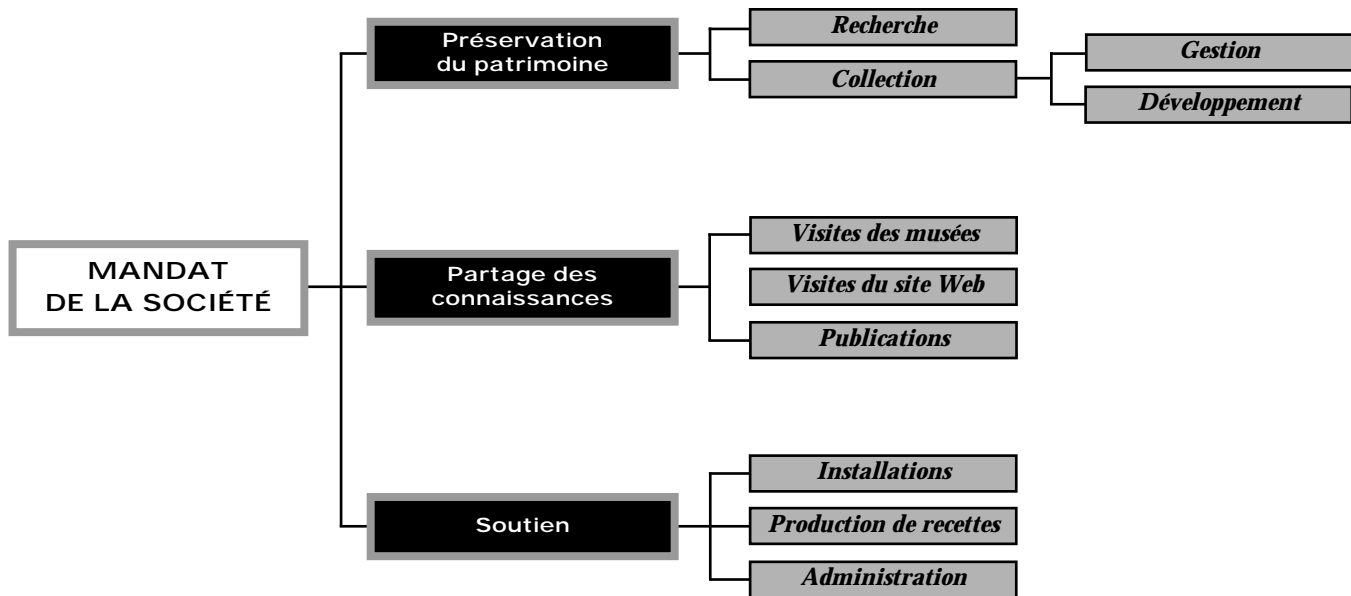 MANDAT
DE LA SOCIÉTÉ
Préservation
du patrimoine
Recherche
Collection
Gestion
Développement
Partage des
connaissances
Visites des musées
Visites du site Web
Publications
Soutien
Installations
Production de recettes
Administration